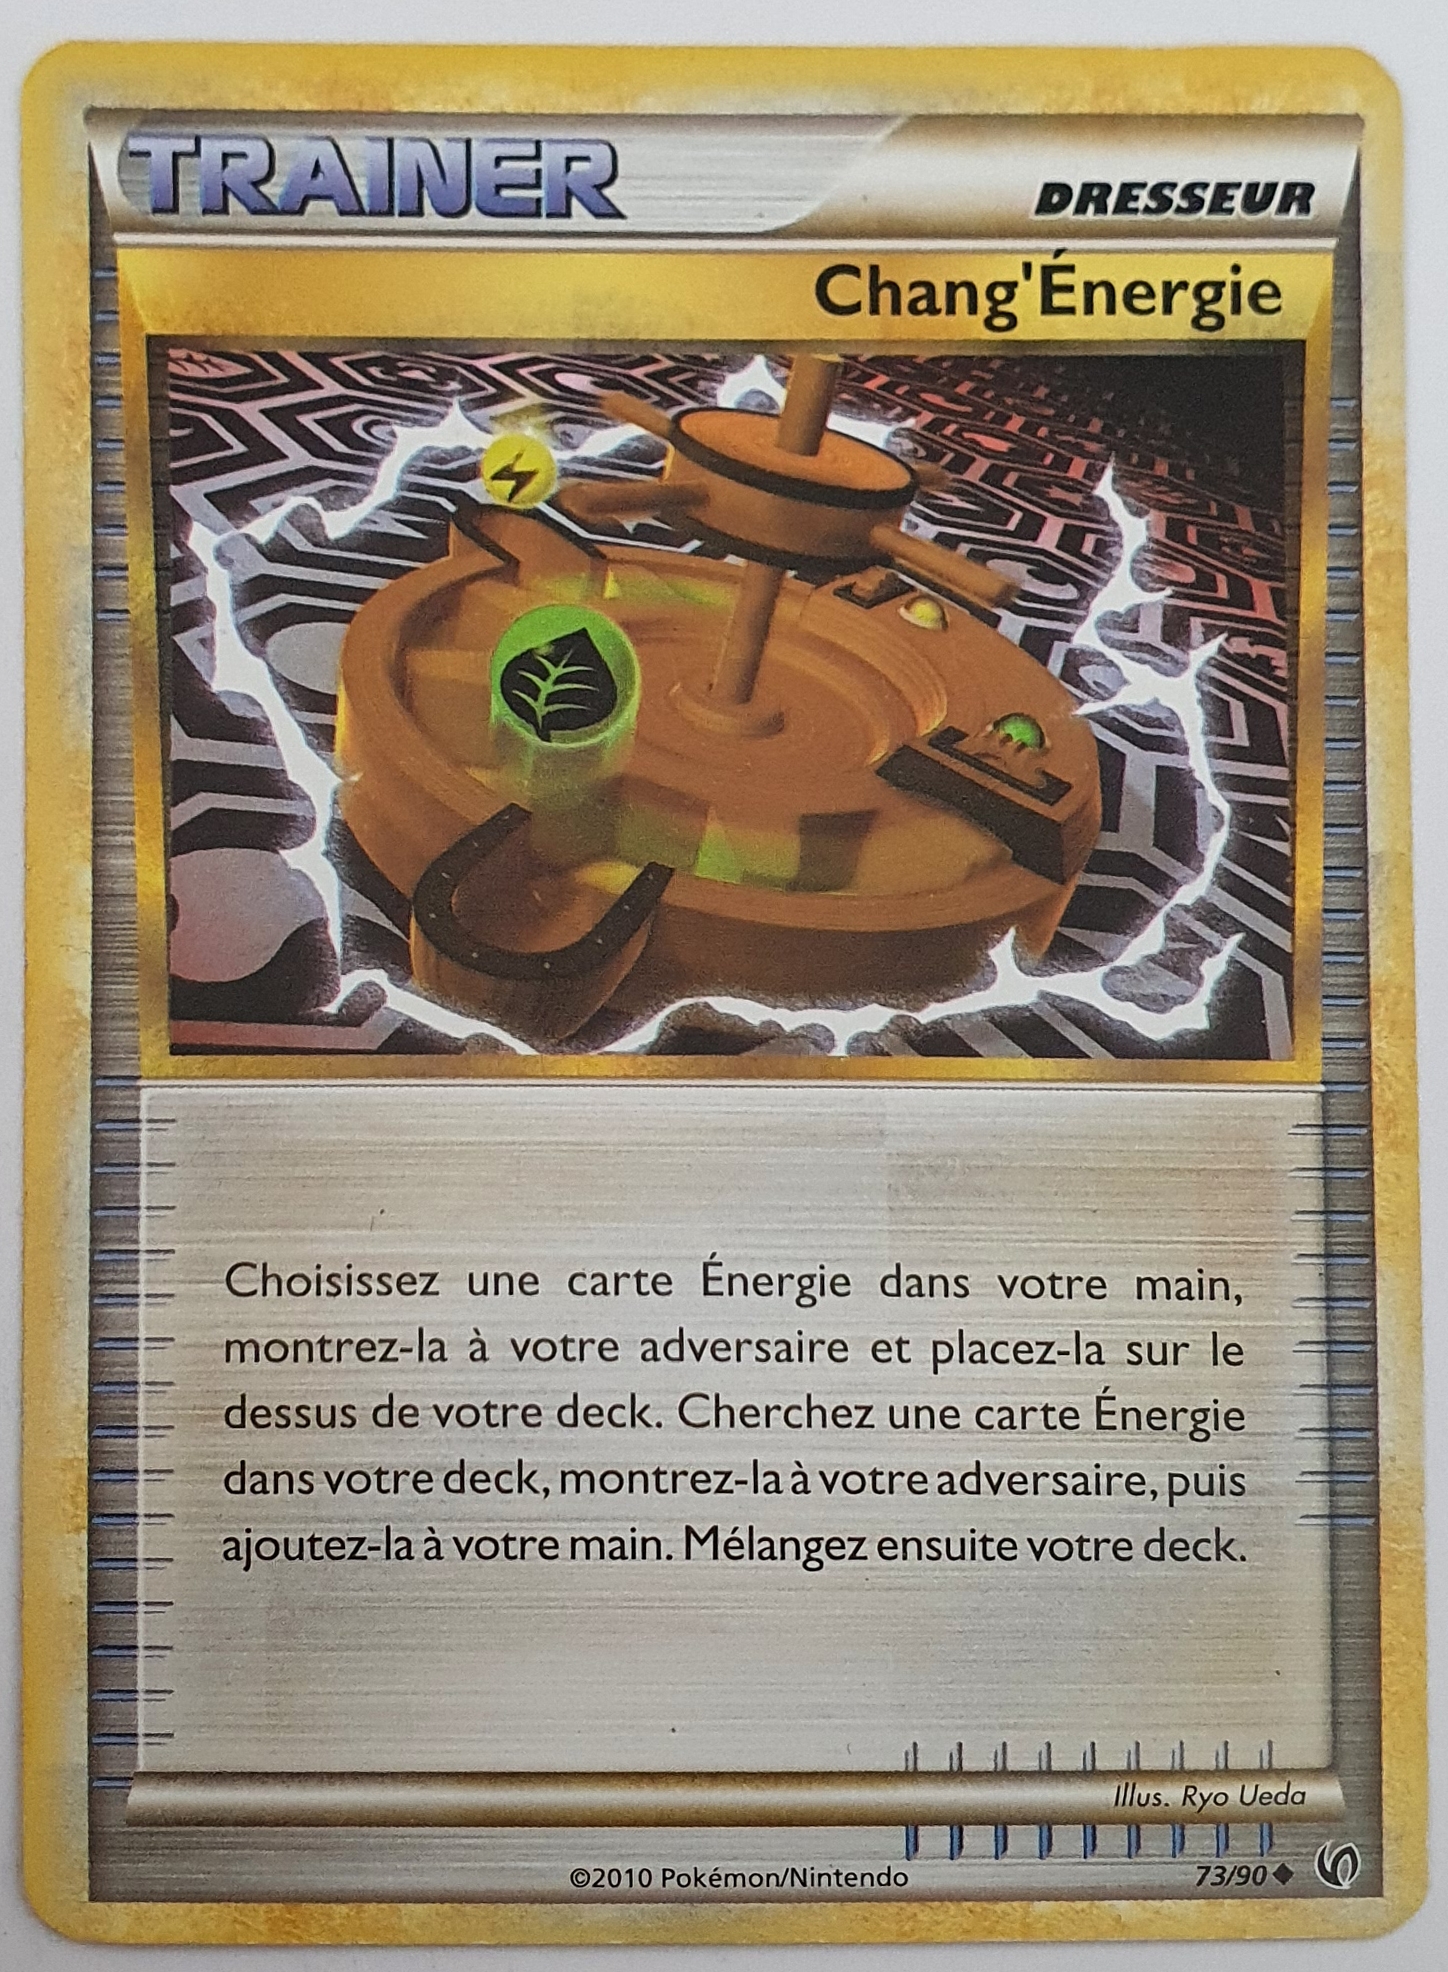 TRAINER
DRESSEUR
Chang'Énergie
Choisissez une carte Énergie dans votre main,
montrez-la à votre adversaire et placez-la sur le
dessus de votre deck. Cherchez une carte Énergie
dans votre deck, montrez-la à votre adversaire, puis
ajoutez-la à votre main. Mélangez ensuite votre deck.
Illus. Ryo Ueda
©2010 Pokémon/Nintendo
73/90